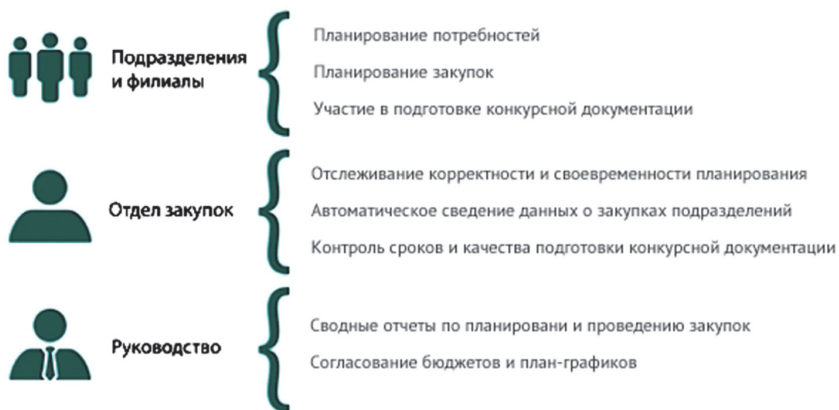 Подразделения
и филиалы
Планирование потребностей
Планирование закупок
Участие в подготовке конкурсной документации
Отдел закупок
Отслеживание корректности и своевременности планирования
Автоматическое сведение данных о закупках подразделений
Контроль сроков и качества подготовки конкурсной документации
Руководство
Сводные отчеты по планировани и проведению закупок
Согласование бюджетов и план-графиков